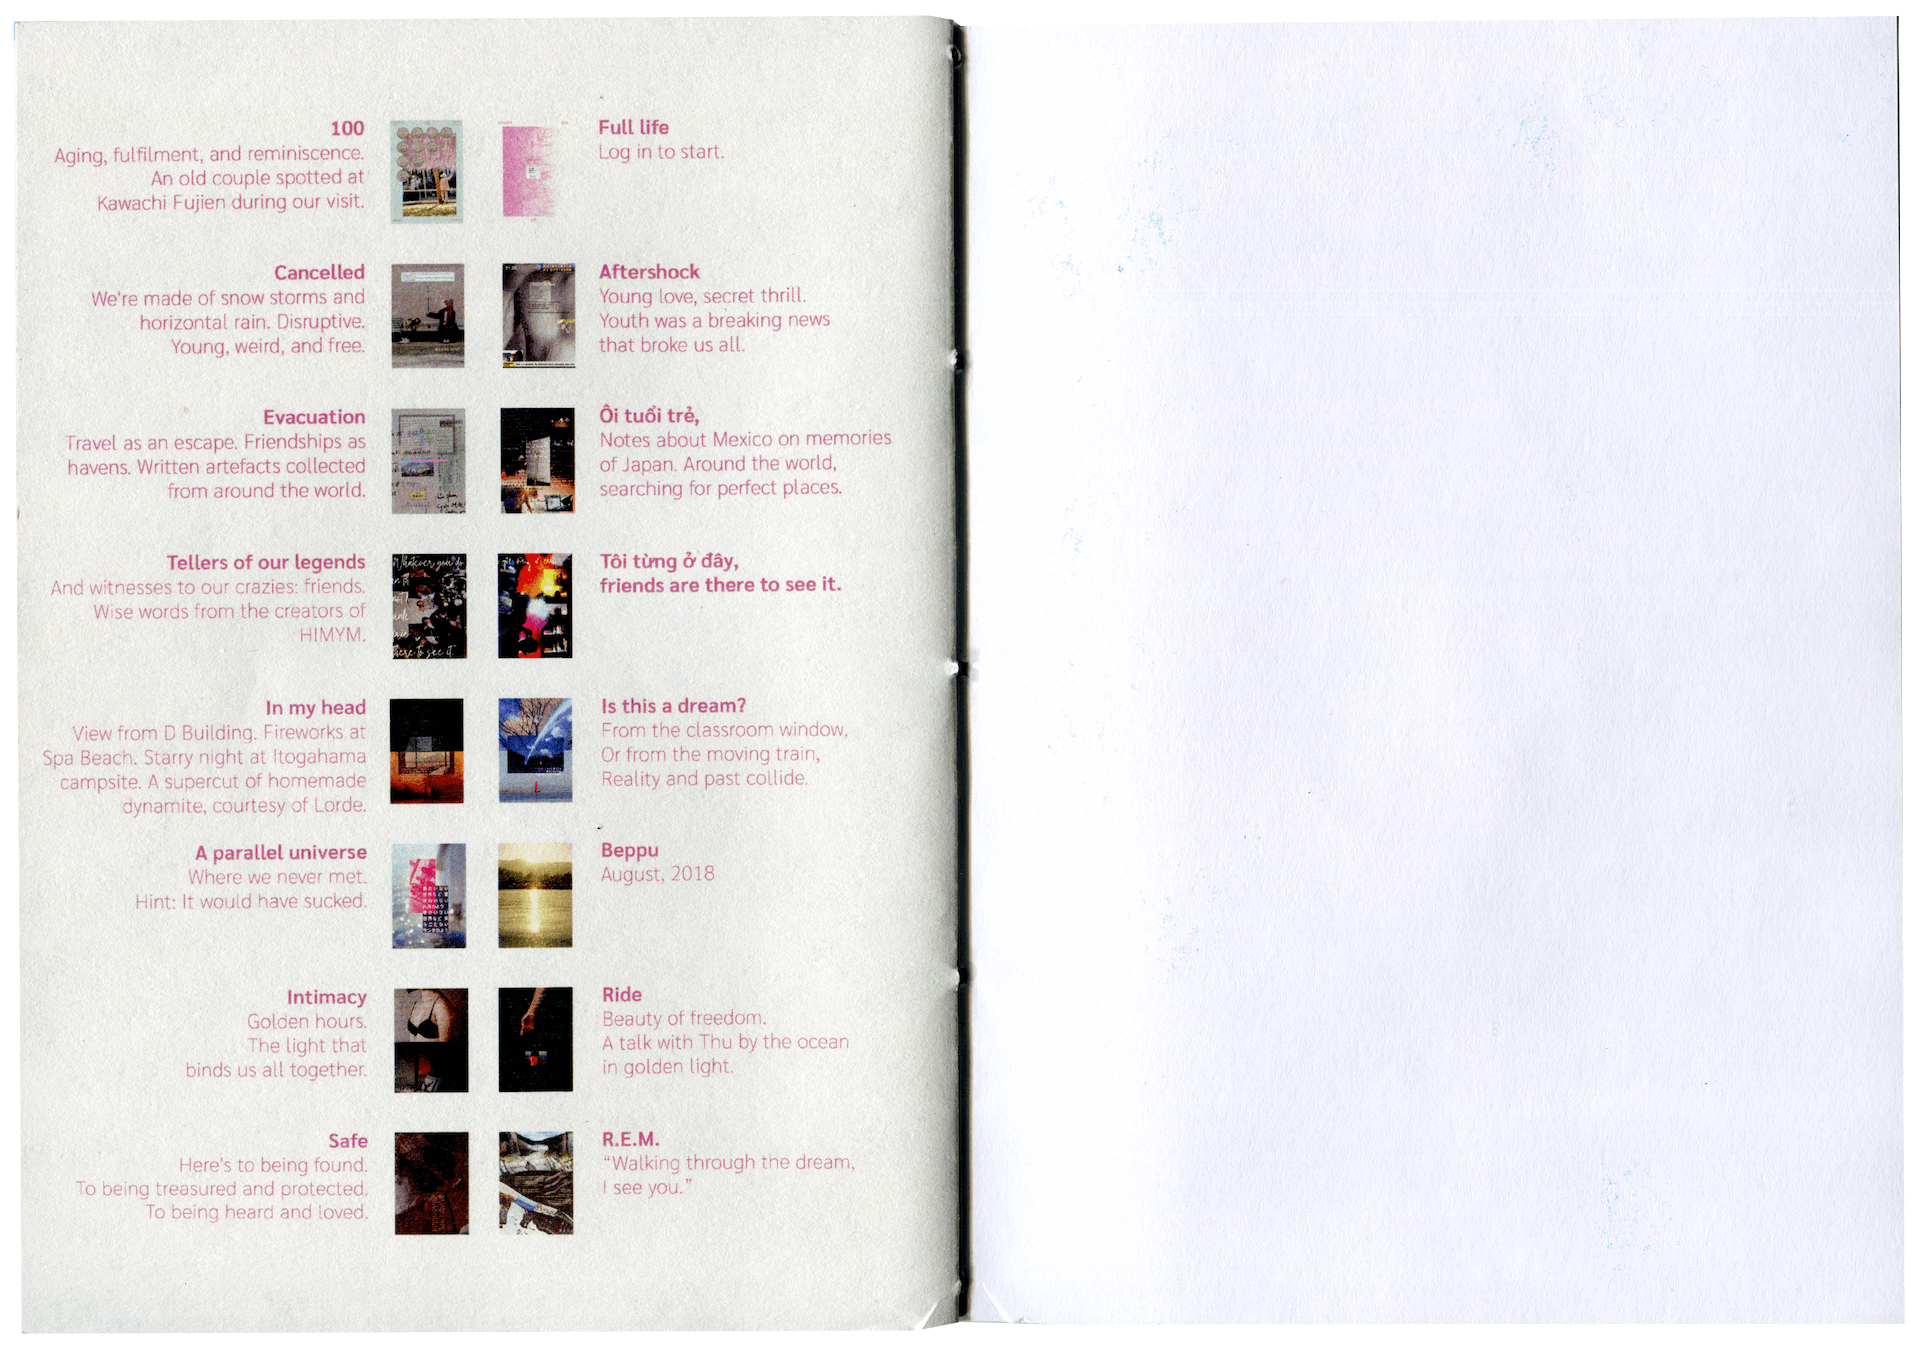 100
Aging, fulfilment, and reminiscence.
An old couple spotted at
Kawachi Fujien during our visit.
Full life
Log in to start.
Cancelled
We're made of snow storms and
horizontal rain. Disruptive.
Young, weird, and free.
Aftershock
Young love, secret thrill.
Youth was a breaking news
that broke us all.
Evacuation
Travel as an escape. Friendships as
havens. Written artefacts collected
from around the world.
Ôi tuổi trẻ,
Notes about Mexico on memories
of Japan. Around the world,
searching for perfect places.
Tellers of our legends
And witnesses to our crazies: friends.
Wise words from the creators of
HIMYM.
Whatever you do
here to see it.
Tôi từng ở đây,
friends are there to see it.
In my head
View from D Building. Fireworks at
Spa Beach. Starry night at Itogahama
campsite. A supercut of homemade
dynamite, courtesy of Lorde.
Is this a dream?
From the classroom window,
Or from the moving train,
Reality and past collide.
A parallel universe
Where we never met.
Hint: It would have sucked.
Beppu
August, 2018
Intimacy
Golden hours.
The light that
binds us all together.
Ride
Beauty of freedom.
A talk with Thu by the ocean
in golden light.
Safe
Here's to being found.
To being treasured and protected.
To being heard and loved.
R.E.M.
“Walking through the dream,
I see you.”